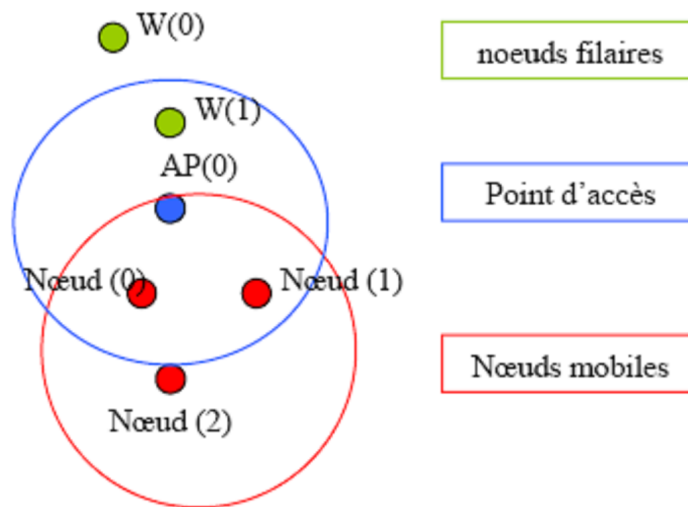 W(0)
noeuds filaires
W(1)
AP(0)
Point d'accès
Nœud (0)
Nœud (1)
Nœuds mobiles
Nœud (2)